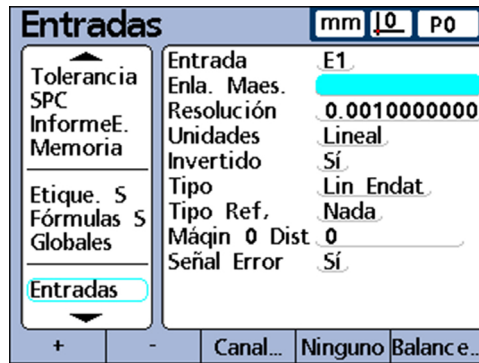 Entradas
mm 0 P0
Tolerancia
SPC
InformeE.
Memoria
Etique. S
Fórmulas S
Globales
Entradas
Entrada E1
Enla. Maes.
Resolución 0.0010000000
Unidades Lineal
Invertido Sí
Tipo Lin Endat
Tipo Ref, Nada
Máqin 0 Dist 0
Señal Error Sí
+ - Canal... Ninguno Balance..